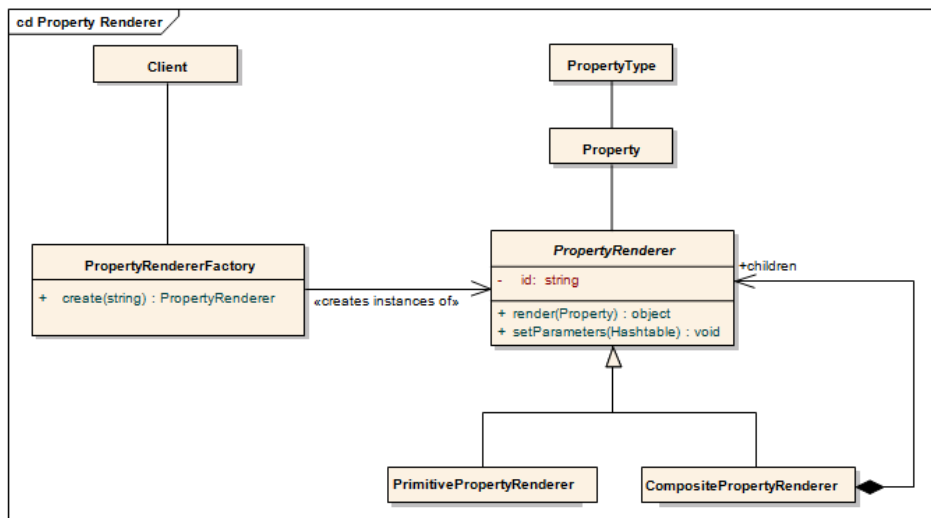 cd Property Renderer
Client
PropertyType
Property
PropertyRendererFactory
+ create(string) : PropertyRenderer
«creates instances of»
PropertyRenderer
- id: string
+ render(Property) : object
+ setParameters(Hashtable) : void
+children
PrimitivePropertyRenderer
CompositePropertyRenderer